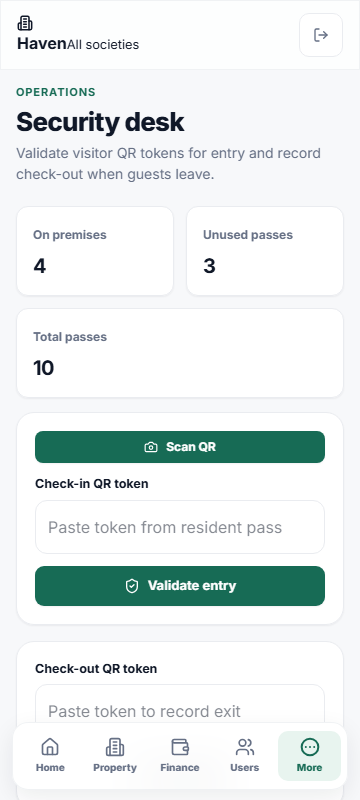 HavenAll societies
OPERATIONS
Security desk
Validate visitor QR tokens for entry and record
check-out when guests leave.
On premises
4
Unused passes
3
Total passes
10
Scan QR
Check-in QR token
Paste token from resident pass
Validate entry
Check-out QR token
Paste token to record exit
Home
Property
Finance
Users
More